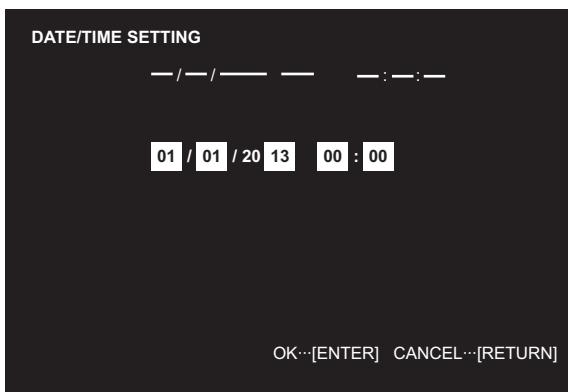 DATE/TIME SETTING
--/--/---- -- --:--:--
01 / 01 / 20 13 00 : 00
OK···[ENTER] CANCEL···[RETURN]